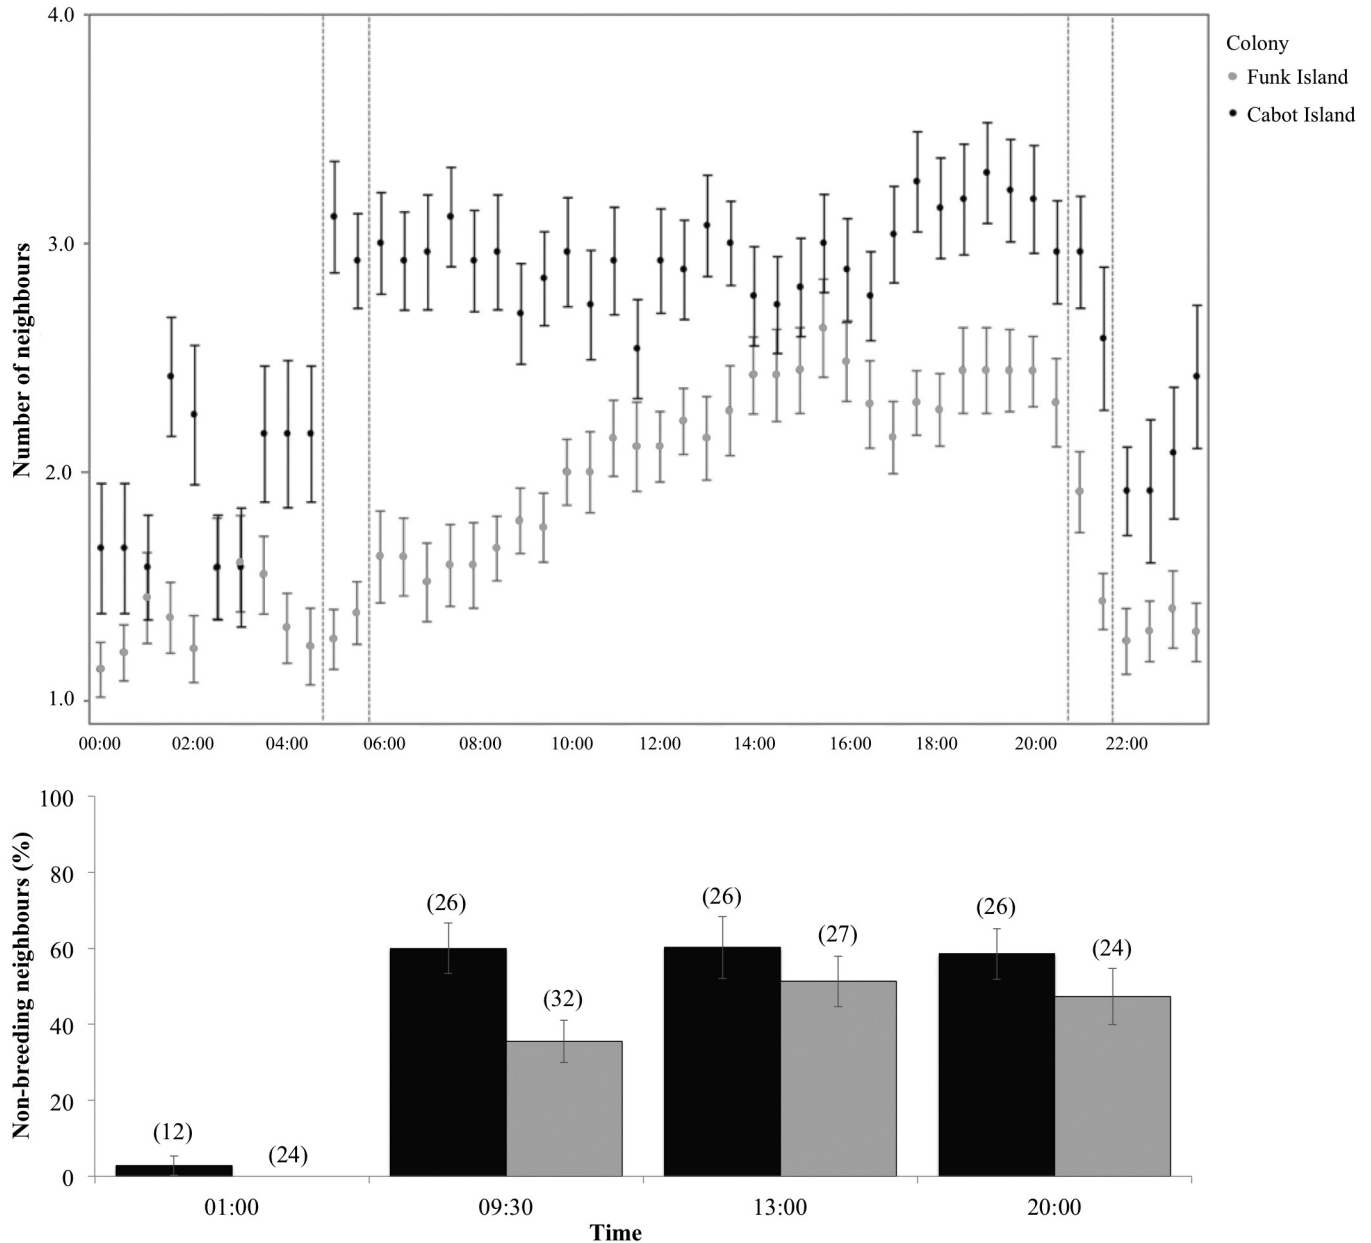 4.0
3.0
2.0
1.0
Number of neighbours
00:00 02:00 04:00 06:00 08:00 10:00 12:00 14:00 16:00 18:00 20:00 22:00
Colony
Funk Island
Cabot Island
100
80
60
40
20
0
Non-breeding neighbours (%)
(12) (24) (26) (32) (26) (27) (26) (24)
01:00 09:30 13:00 20:00
Time